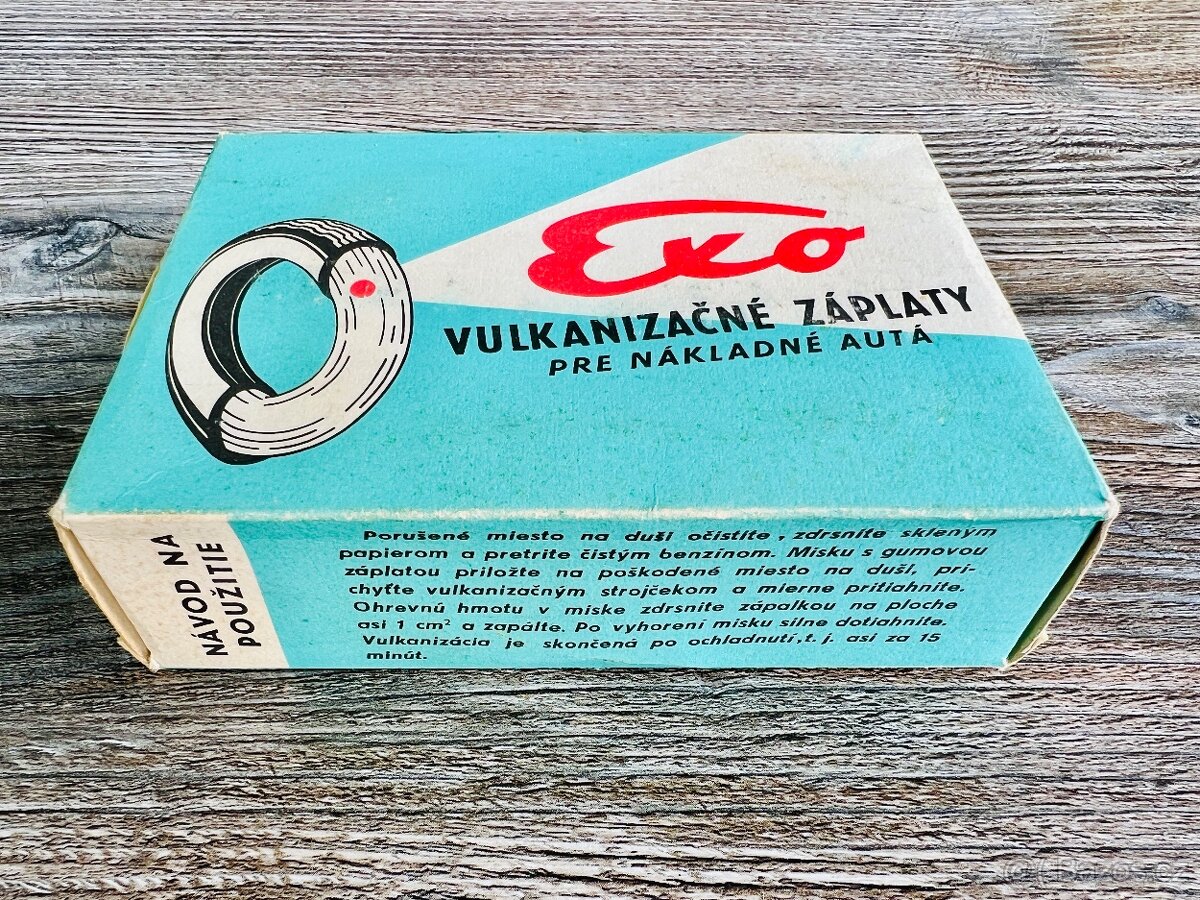 Exo
VULKANIZAČNÉ ZÁPLATY
PRE NÁKLADNÉ AUTÁ
NÁVOD NA
POUŽITIE
Porušené miesto na duši očistite, zdrsnite skleným
papierom a pretrite čistým benzínom. Misku s gumovou
záplatou priložte na poškodené miesto na duši, pri-
chyťte vulkanizačným strojčekom a mierne pritiahnite.
Ohrevnú hmotu v miske zdrsnite zápalkou na ploche
asi 1 cm² a zapálte. Po vyhorení misku silne dotiahnite.
Vulkanizácia je skončená po ochladnutí, t. j. asi za 15
minút.